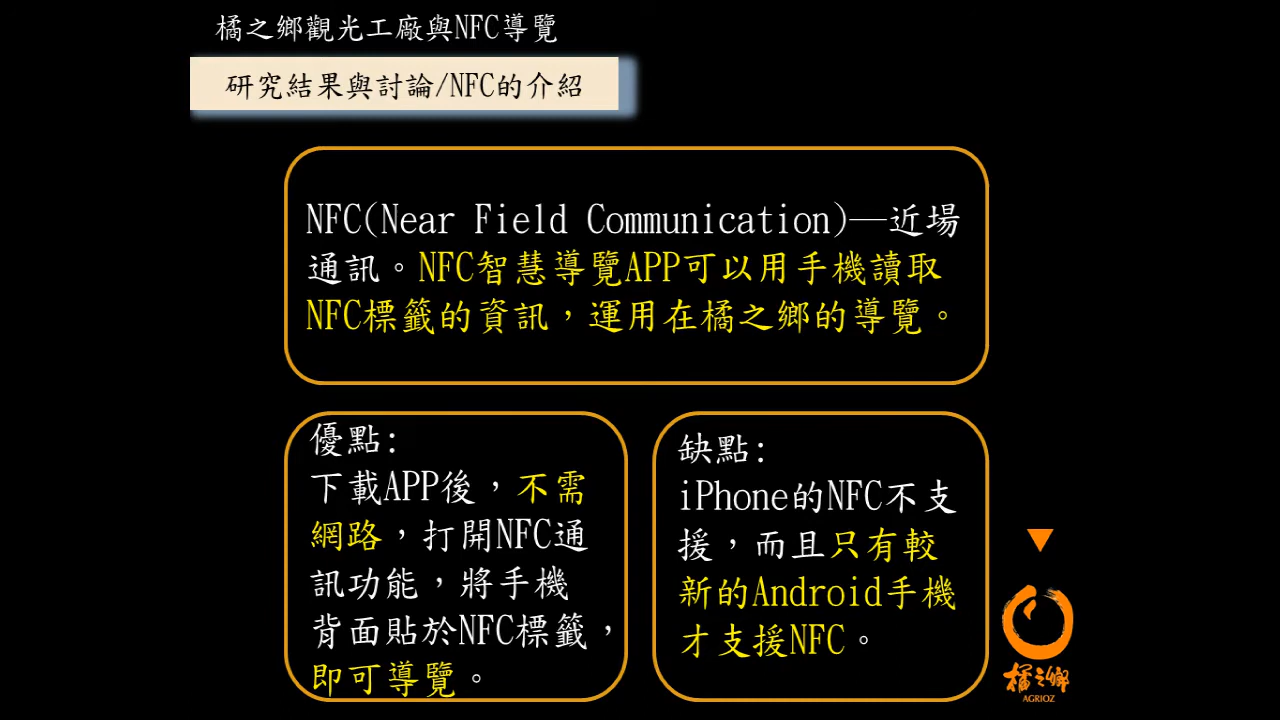 橘之鄉觀光工廠與NFC導覽
研究結果與討論/NFC的介紹
NFC(Near Field Communication)—近場
通訊。NFC智慧導覽APP可以用手機讀取
NFC標籤的資訊，運用在橘之鄉的導覽。
優點:
下載APP後，不需
網路，打開NFC通
訊功能，將手機
背面貼於NFC標籤，
即可導覽。
缺點:
iPhone的NFC不支
援，而且只有較
新的Android手機
才支援NFC。
橘之鄉
AGRIOZ